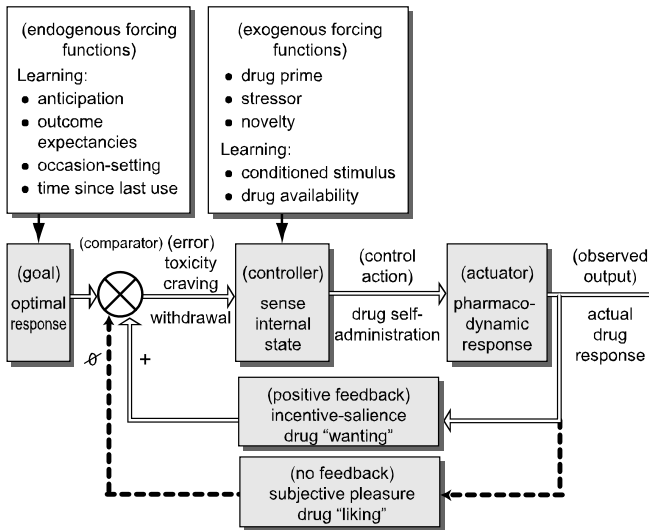 (endogenous forcing
functions)
Learning:
• anticipation
• outcome
expectancies
• occasion-setting
• time since last use
(exogenous forcing
functions)
• drug prime
• stressor
• novelty
Learning:
• conditioned stimulus
• drug availability
(goal)
optimal
response
(comparator)
(error)
toxicity
craving
withdrawal
(controller)
sense
internal
state
(control
action)
drug self-
administration
(actuator)
pharmaco-
dynamic
response
(observed
output)
actual
drug
response
0
+
(positive feedback)
incentive-salience
drug “wanting”
(no feedback)
subjective pleasure
drug “liking”